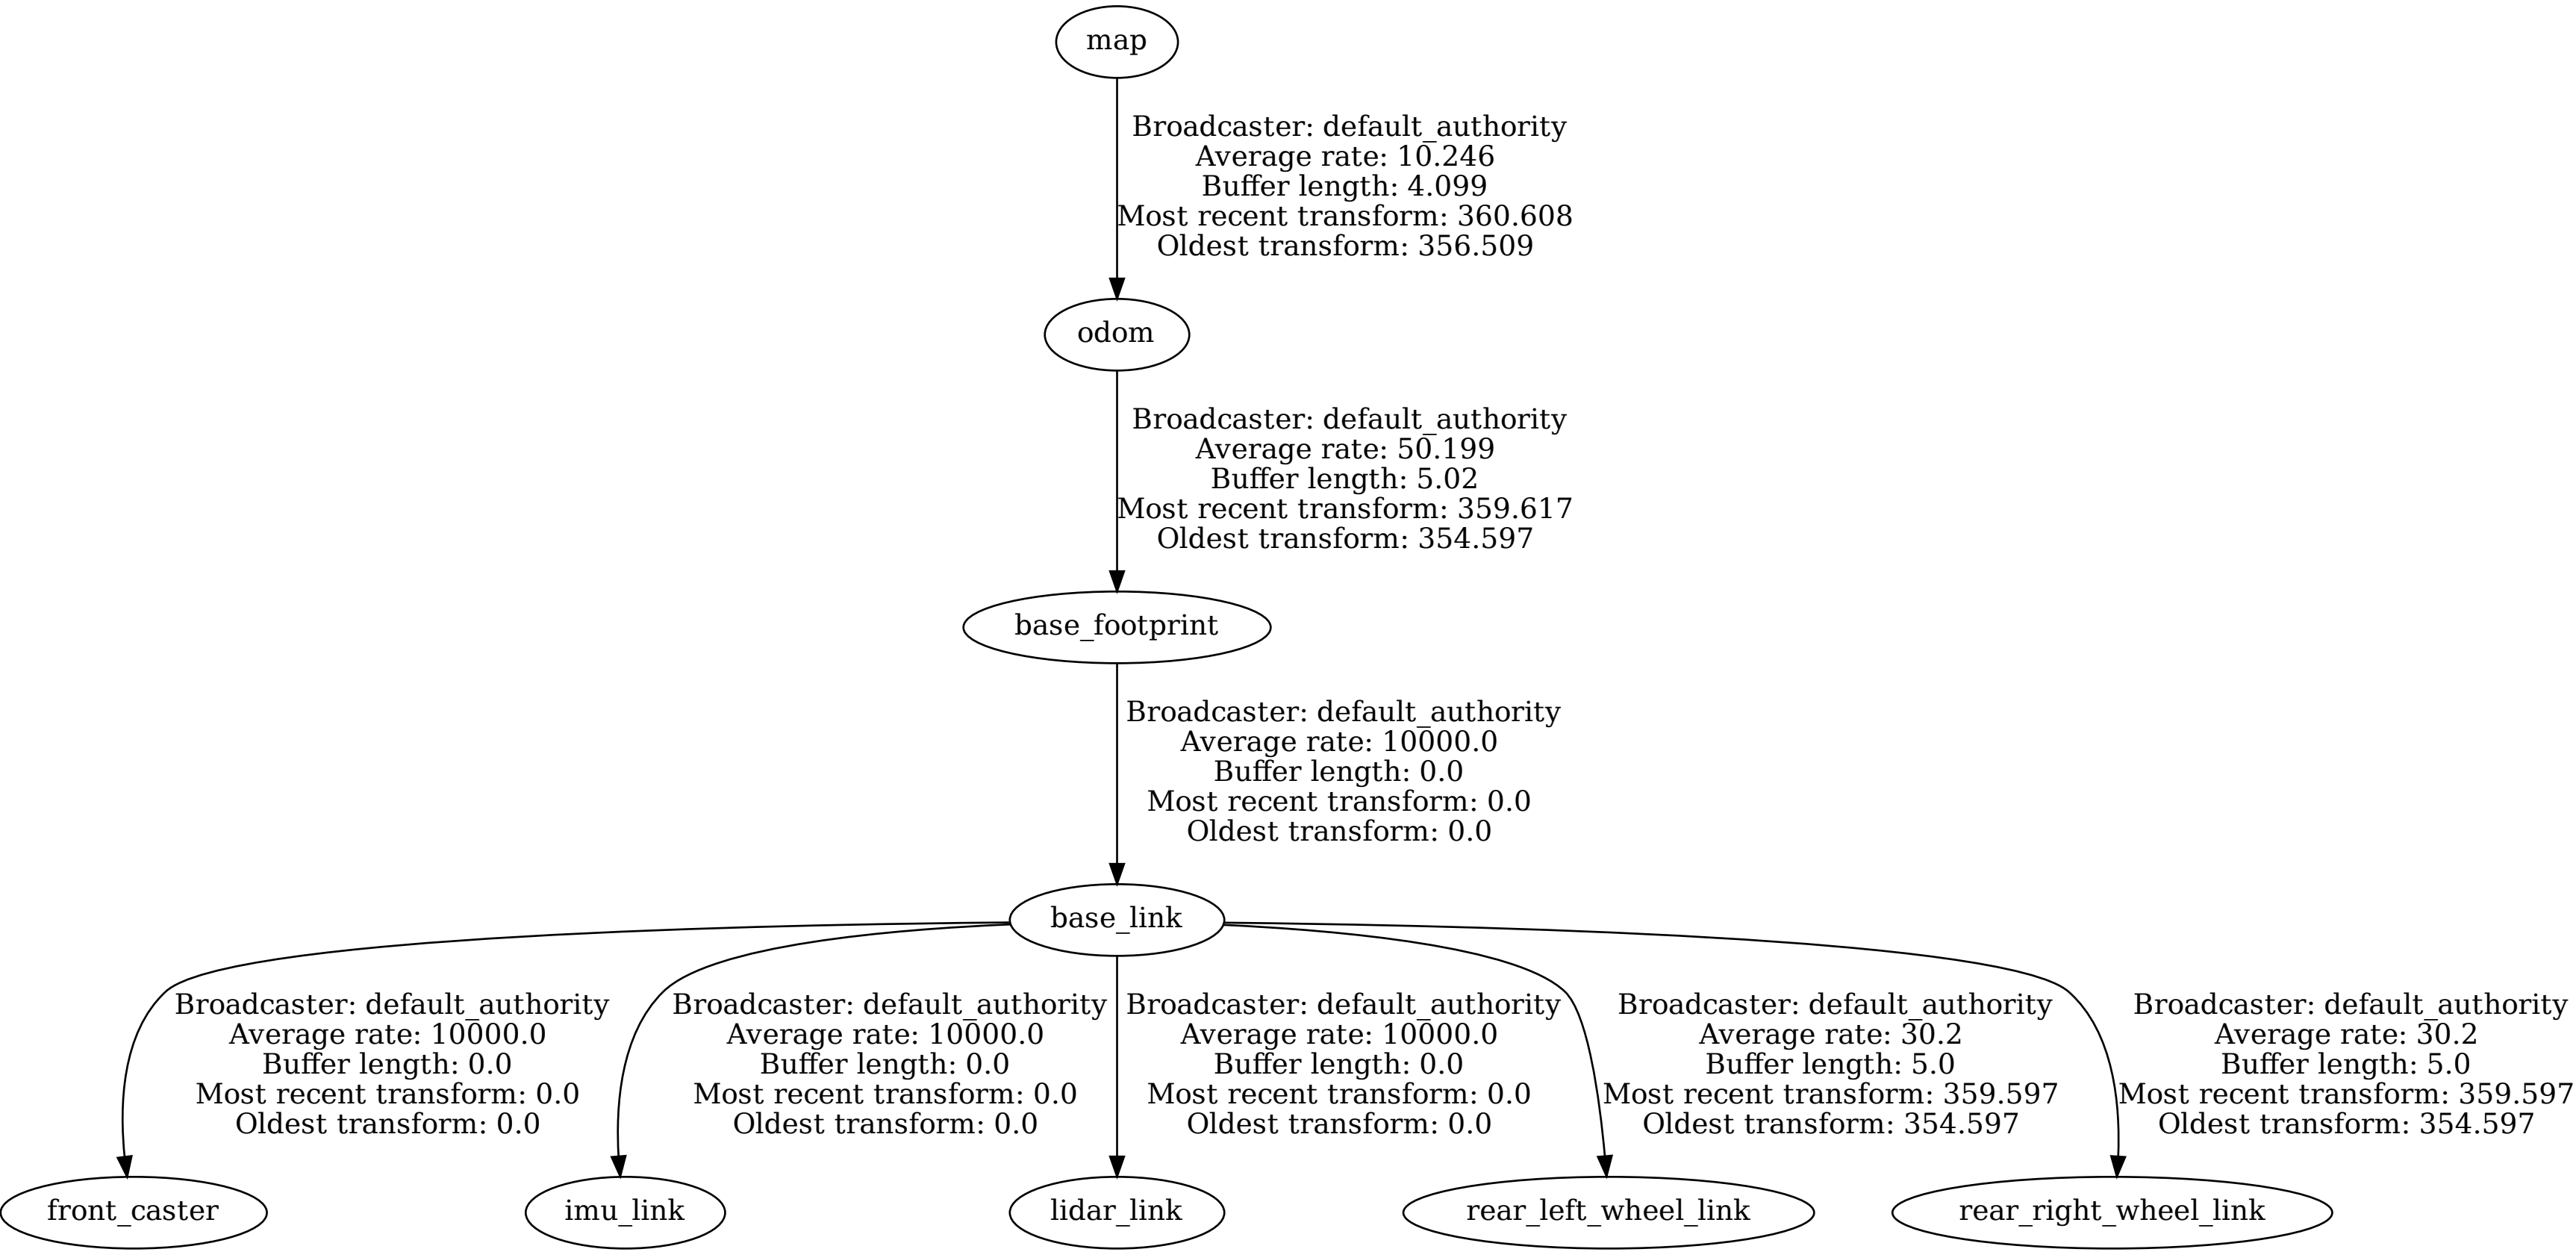 map
Broadcaster: default_authority
Average rate: 10.246
Buffer length: 4.099
Most recent transform: 360.608
Oldest transform: 356.509
odom
Broadcaster: default_authority
Average rate: 50.199
Buffer length: 5.02
Most recent transform: 359.617
Oldest transform: 354.597
base_footprint
Broadcaster: default_authority
Average rate: 10000.0
Buffer length: 0.0
Most recent transform: 0.0
Oldest transform: 0.0
base_link
Broadcaster: default_authority
Average rate: 10000.0
Buffer length: 0.0
Most recent transform: 0.0
Oldest transform: 0.0
Broadcaster: default_authority
Average rate: 10000.0
Buffer length: 0.0
Most recent transform: 0.0
Oldest transform: 0.0
Broadcaster: default_authority
Average rate: 10000.0
Buffer length: 0.0
Most recent transform: 0.0
Oldest transform: 0.0
Broadcaster: default_authority
Average rate: 30.2
Buffer length: 5.0
Most recent transform: 359.597
Oldest transform: 354.597
Broadcaster: default_authority
Average rate: 30.2
Buffer length: 5.0
Most recent transform: 359.597
Oldest transform: 354.597
front_caster
imu_link
lidar_link
rear_left_wheel_link
rear_right_wheel_link